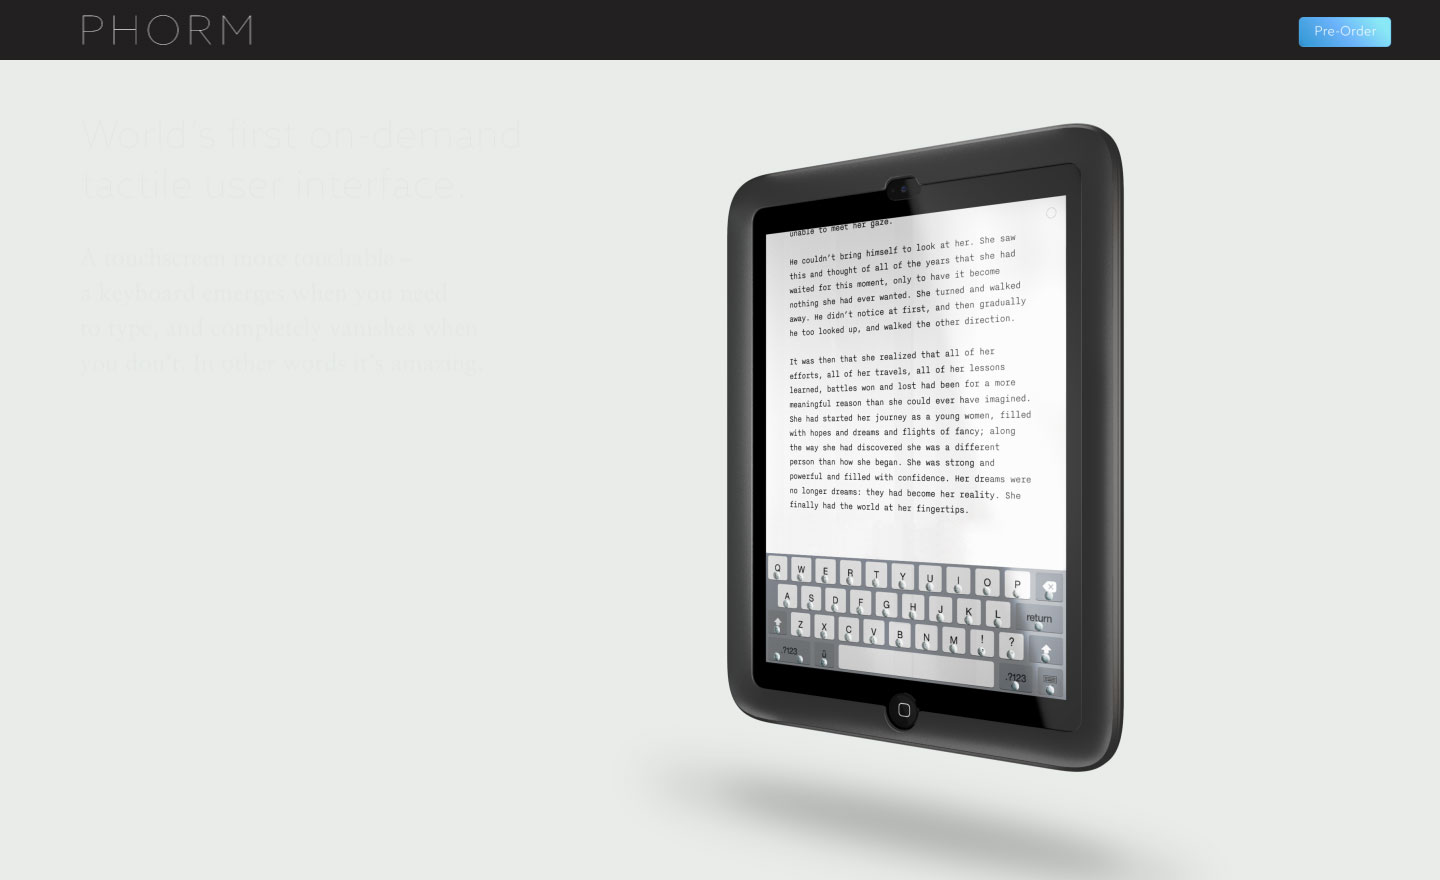 PHORM
Pre-Order
World's first on-demand
tactile user interface.
A touchscreen more touchable –
a keyboard emerges when you need
to type, and completely vanishes when
you don't. In other words it's amazing.
unable to meet her gaze.
He couldn't bring himself to look at her. She saw
this and thought of all of the years that she had
waited for this moment, only to have it become
nothing she had ever wanted. She turned and walked
away. He didn't notice at first, and then gradually
he too looked up, and walked the other direction.
It was then that she realized that all of her
efforts, all of her travels, all of her lessons
learned, battles won and lost had been for a more
meaningful reason than she could ever have imagined.
She had started her journey as a young women, filled
with hopes and dreams and flights of fancy; along
the way she had discovered she was a different
person than how she began. She was strong and
powerful and filled with confidence. Her dreams were
no longer dreams: they had become her reality. She
finally had the world at her fingertips.
Q W E R T Y U I O P
A S D F G H J K L return
Z X C V B N M ! ?
.?123 .?123